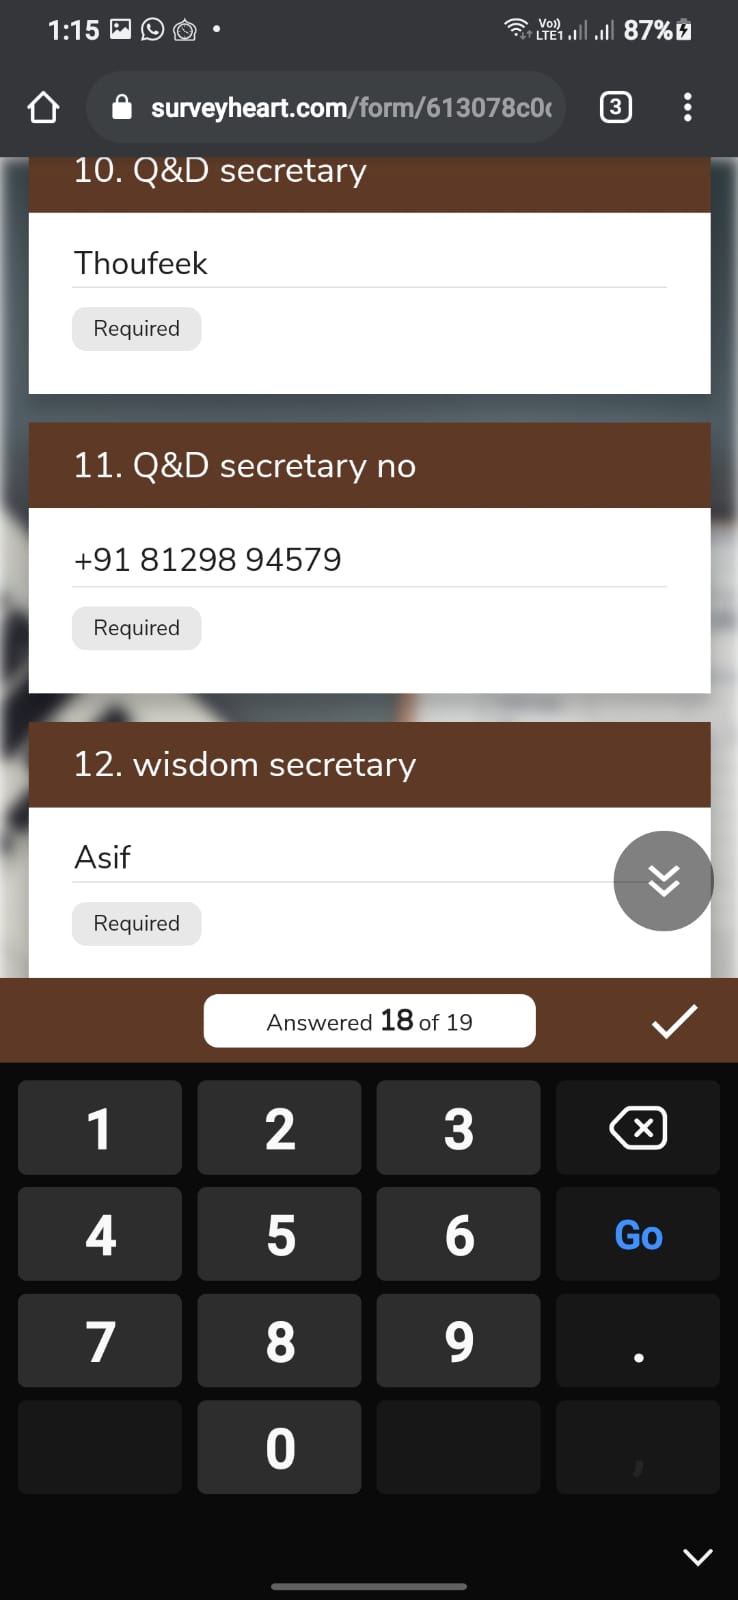 1:15
Vo))
LTE1
87%
surveyheart.com/form/613078c0
3
10. Q&D secretary
Thoufeek
Required
11. Q&D secretary no
+91 81298 94579
Required
12. wisdom secretary
Asif
Required
Answered 18 of 19
1 2 3
4 5 6 Go
7 8 9 .
0 ,